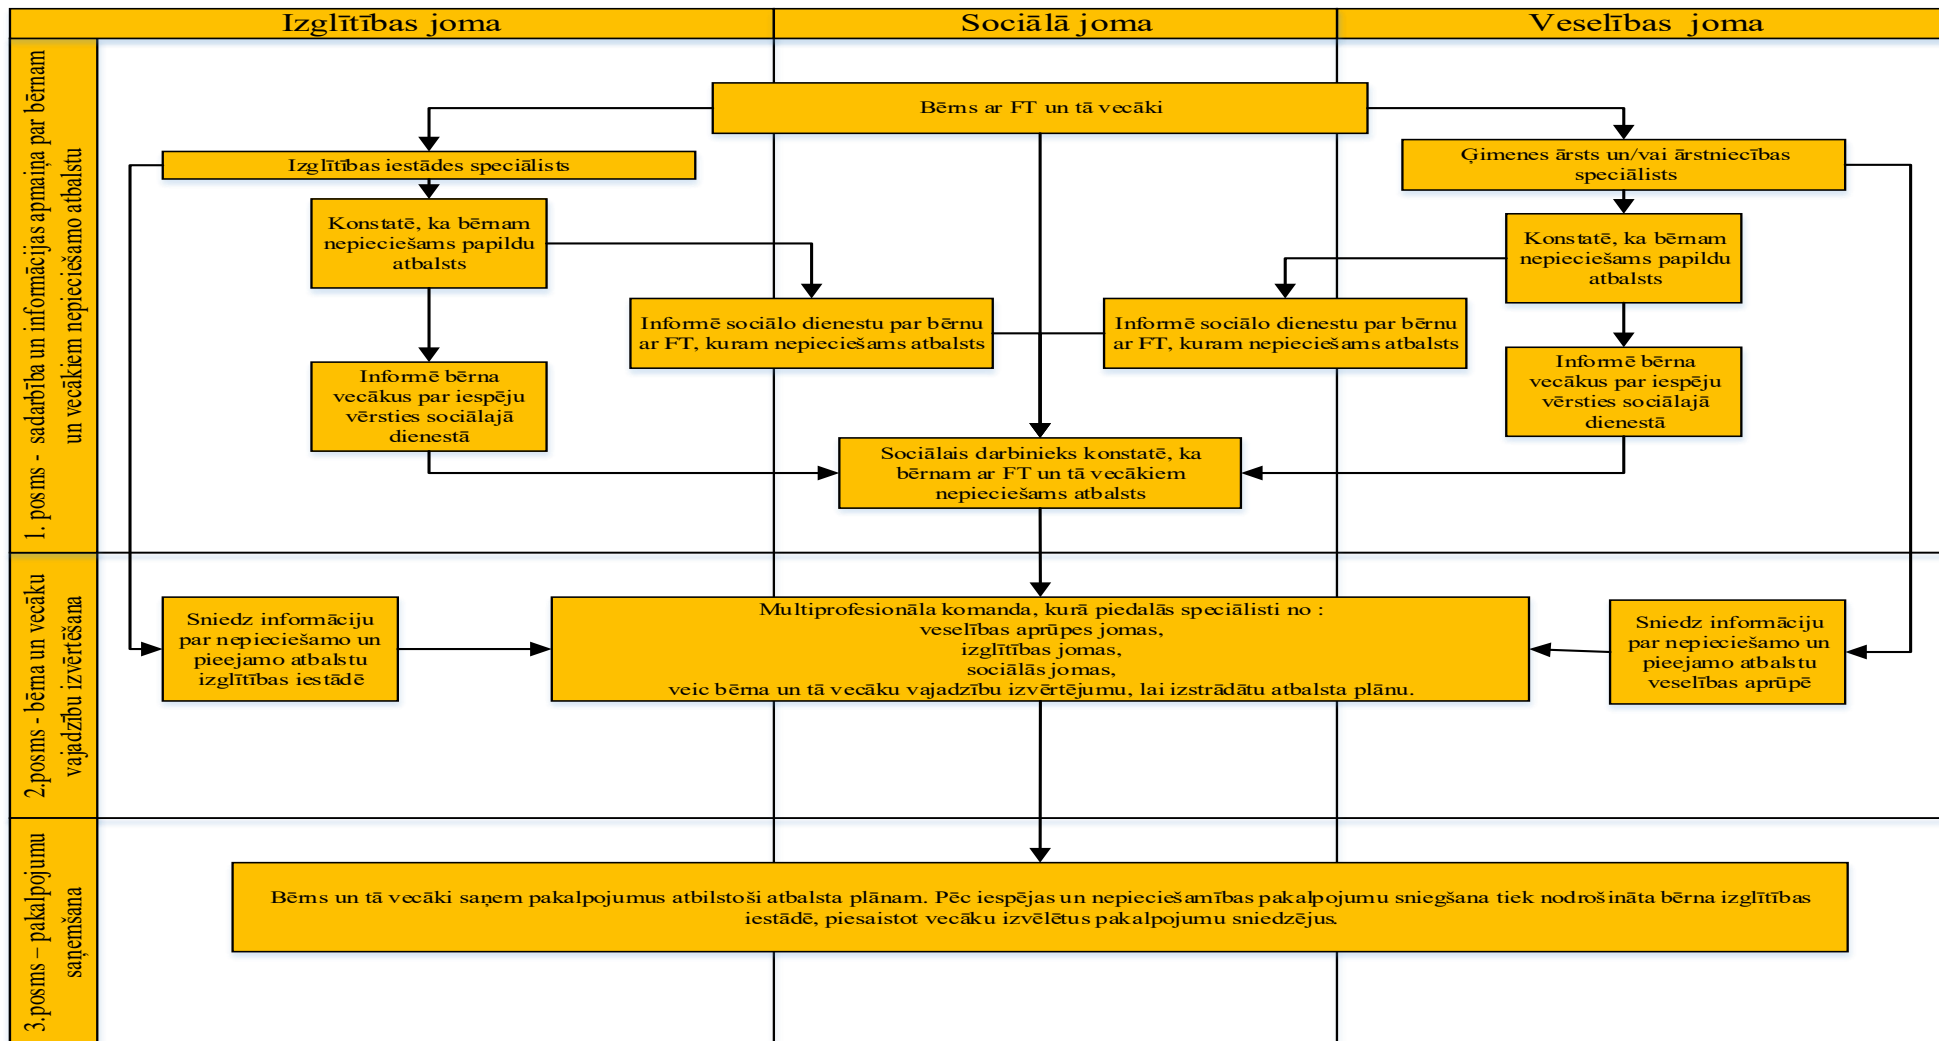 Izglītības joma
Sociālā joma
Veselības joma
1. posms - sadarbība un informācijas apmaiņa par bērnam
un vecākiem nepieciešamo atbalstu
Bērns ar FT un tā vecāki
Izglītības iestādes speciālists
Ģimenes ārsts un/vai ārstniecības
speciālists
Konstatē, ka bērnam
nepieciešams papildu
atbalsts
Konstatē, ka bērnam
nepieciešams papildu
atbalsts
Informē sociālo dienestu par bērnu
ar FT, kuram nepieciešams atbalsts
Informē sociālo dienestu par bērnu
ar FT, kuram nepieciešams atbalsts
Informē bērna
vecākus par iespēju
vērsties sociālajā
dienestā
Informē bērna
vecākus par iespēju
vērsties sociālajā
dienestā
Sociālais darbinieks konstatē, ka
bērnam ar FT un tā vecākiem
nepieciešams atbalsts
2.posms - bērna un vecāku
vajadzību izvērtēšana
Sniedz informāciju
par nepieciešamo un
pieejamo atbalstu
izglītības iestādē
Multiprofesionāla komanda, kurā piedalās speciālisti no :
veselības aprūpes jomas,
izglītības jomas,
sociālās jomas,
veic bērna un tā vecāku vajadzību izvērtējumu, lai izstrādātu atbalsta plānu.
Sniedz informāciju
par nepieciešamo un
pieejamo atbalstu
veselības aprūpē
3.posms – pakalpojumu
saņemšana
Bērns un tā vecāki saņem pakalpojumus atbilstoši atbalsta plānam. Pēc iespējas un nepieciešamības pakalpojumu sniegšana tiek nodrošināta bērna izglītības
iestādē, piesaistot vecāku izvēlētus pakalpojumu sniedzējus.